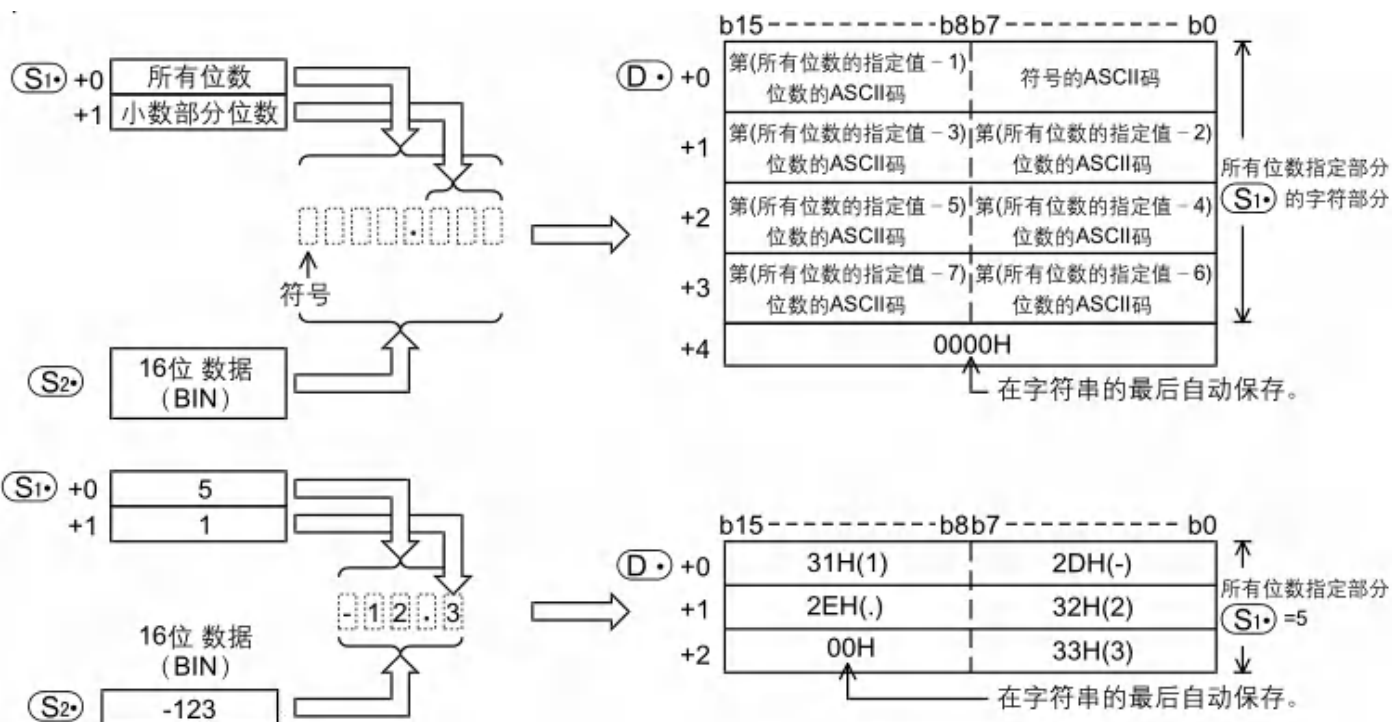 S1• +0 所有位数
+1 小数部分位数
.
符号
S2• 16位 数据
(BIN)
b15 b8 b7 b0
D• +0 第(所有位数的指定值-1)位数的ASCII码 符号的ASCII码
+1 第(所有位数的指定值-3)位数的ASCII码 第(所有位数的指定值-2)位数的ASCII码
+2 第(所有位数的指定值-5)位数的ASCII码 第(所有位数的指定值-4)位数的ASCII码
+3 第(所有位数的指定值-7)位数的ASCII码 第(所有位数的指定值-6)位数的ASCII码
+4 0000H
所有位数指定部分
S1• 的字符部分
在字符串的最后自动保存。
S1• +0 5
+1 1
-12.3
16位 数据
(BIN)
S2• -123
b15 b8 b7 b0
D• +0 31H(1) 2DH(-)
+1 2EH(.) 32H(2)
+2 00H 33H(3)
所有位数指定部分
S1• =5
在字符串的最后自动保存。